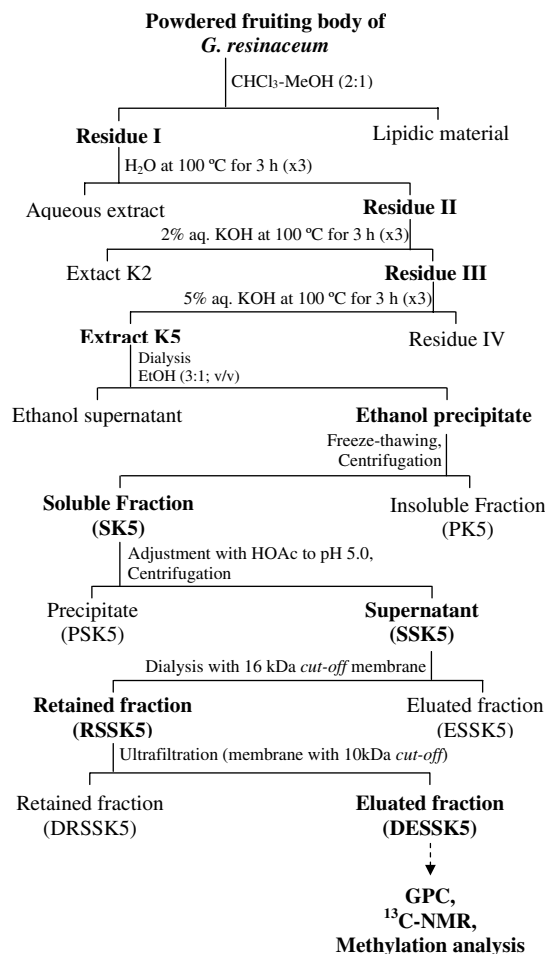 Powdered fruiting body of
G. resinaceum
CHCl₃-MeOH (2:1)
Residue I
Lipidic material
H₂O at 100 ºC for 3 h (x3)
Aqueous extract
Residue II
2% aq. KOH at 100 ºC for 3 h (x3)
Extact K2
Residue III
5% aq. KOH at 100 ºC for 3 h (x3)
Extract K5
Residue IV
Dialysis
EtOH (3:1; v/v)
Ethanol supernatant
Ethanol precipitate
Freeze-thawing,
Centrifugation
Soluble Fraction
(SK5)
Insoluble Fraction
(PK5)
Adjustment with HOAc to pH 5.0,
Centrifugation
Precipitate
(PSK5)
Supernatant
(SSK5)
Dialysis with 16 kDa cut-off membrane
Retained fraction
(RSSK5)
Eluated fraction
(ESSK5)
Ultrafiltration (membrane with 10kDa cut-off)
Retained fraction
(DRSSK5)
Eluated fraction
(DESSK5)
GPC,
¹³C-NMR,
Methylation analysis